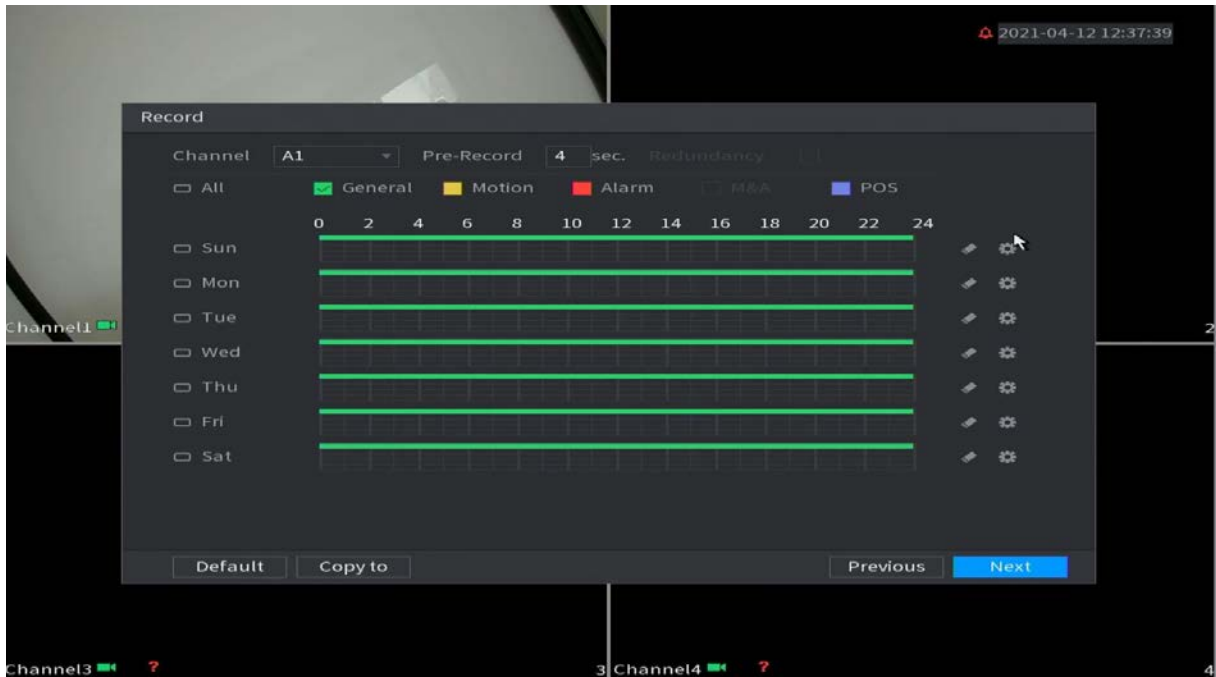 2021-04-12 12:37:39
Record
Channel A1 Pre-Record 4 sec. Redundancy
All General Motion Alarm M&A POS
0 2 4 6 8 10 12 14 16 18 20 22 24
Sun
Mon
Tue
Wed
Thu
Fri
Sat
Default Copy to Previous Next
Channel1 2
Channel3 ? 3 Channel4 ? 4